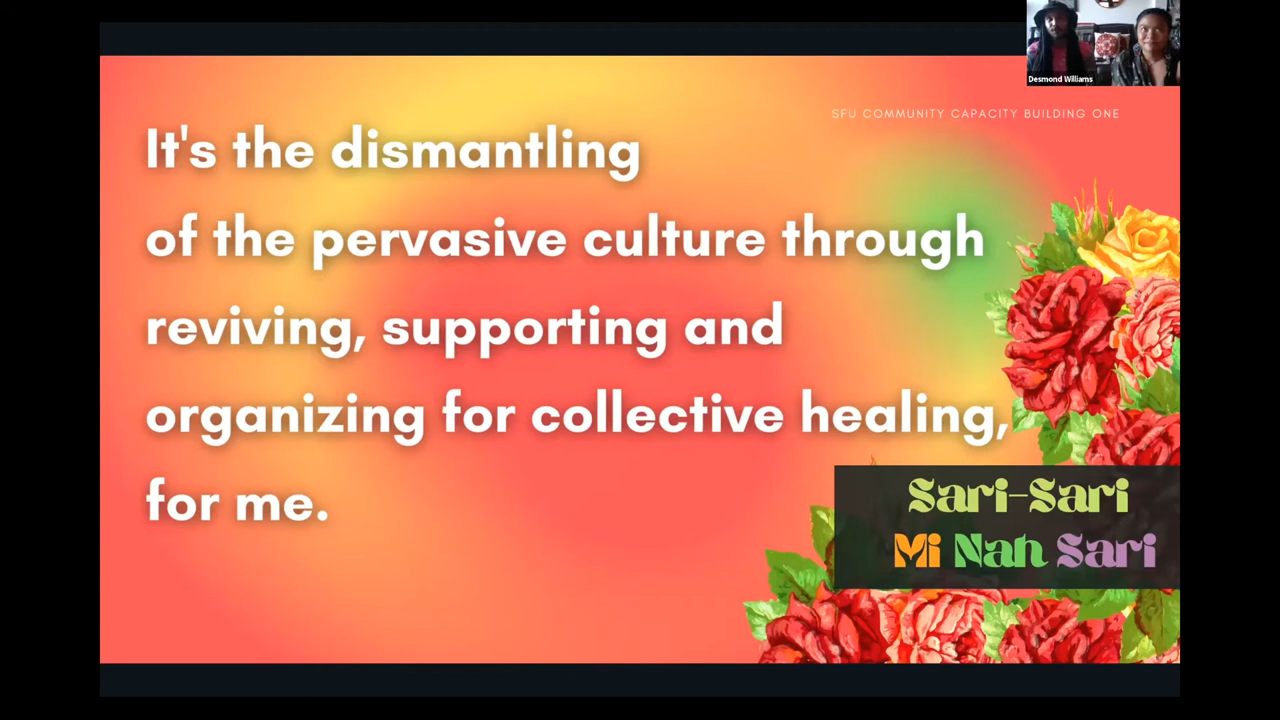 Desmond Williams
SFU COMMUNITY CAPACITY BUILDING ONE
It's the dismantling
of the pervasive culture through
reviving, supporting and
organizing for collective healing,
for me.
Sari-Sari
Mi Nah Sari